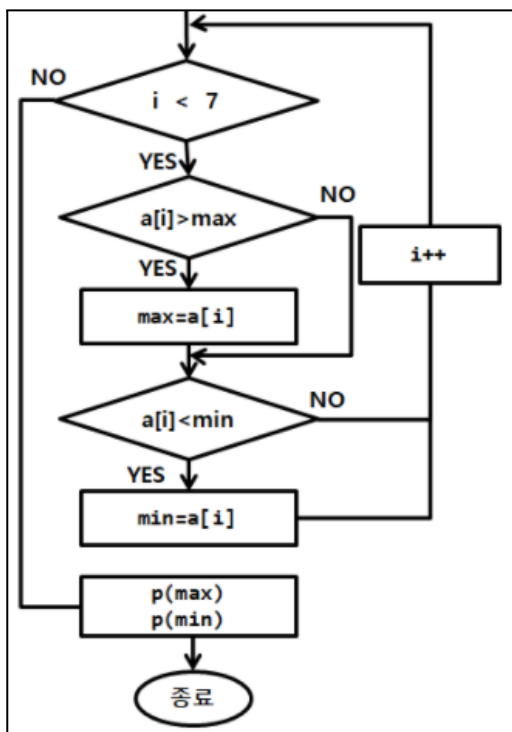 NO
i < 7
YES
NO
a[i]>max
i++
YES
max=a[i]
a[i]<min
NO
YES
min=a[i]
p(max)
p(min)
종료